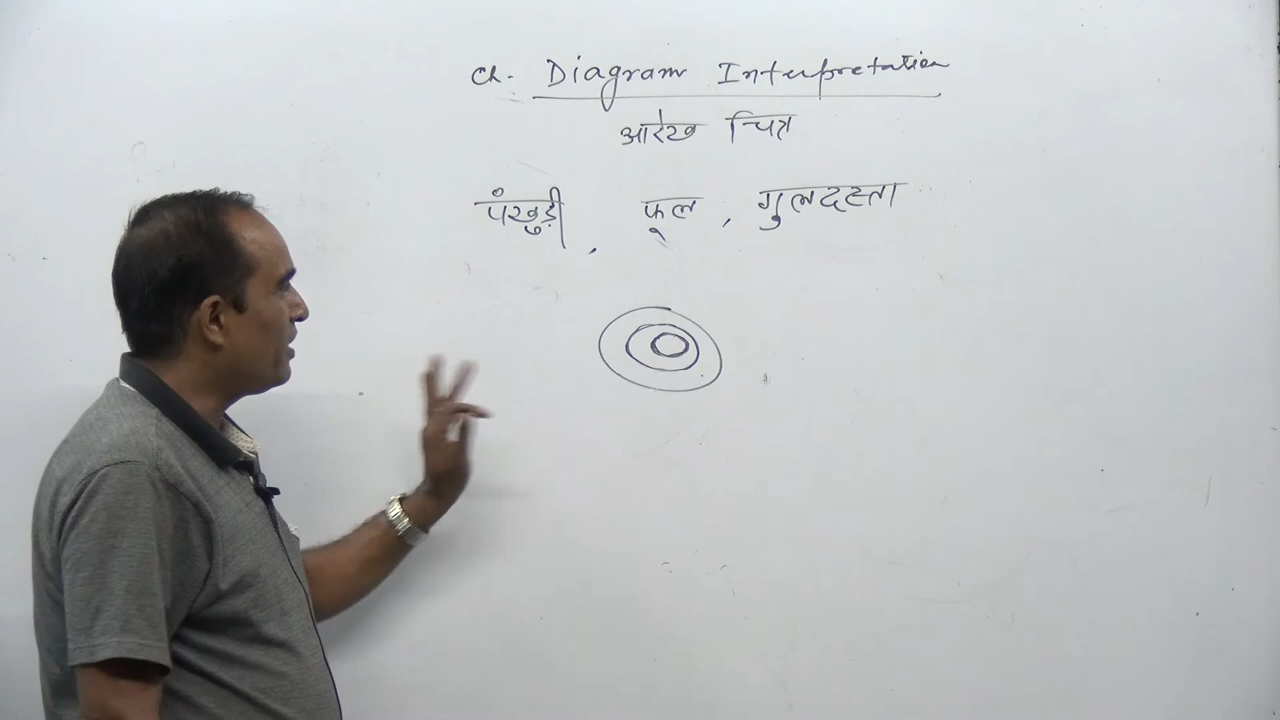 Ch. Diagram Interpretation
आरेख चित्र
पंखुड़ी, फूल, गुलदस्ता